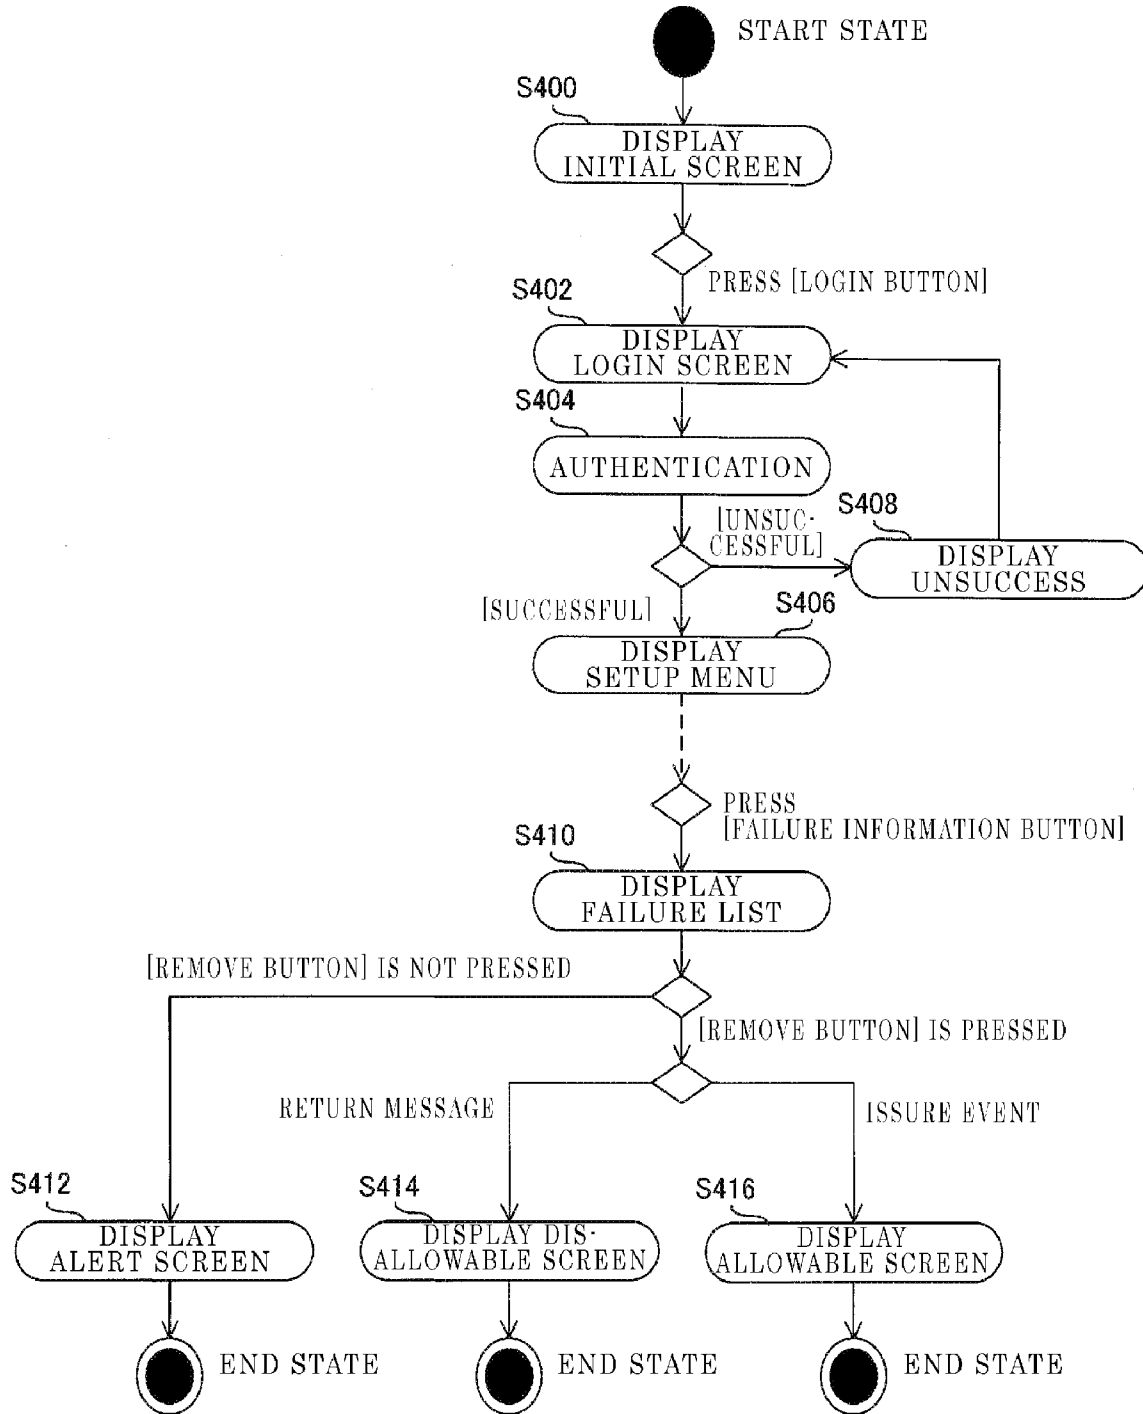 START STATE
S400
DISPLAY
INITIAL SCREEN
PRESS [LOGIN BUTTON]
S402
DISPLAY
LOGIN SCREEN
S404
AUTHENTICATION
[UNSUC-
CESSFUL]
S408
DISPLAY
UNSUCCESS
[SUCCESSFUL]
S406
DISPLAY
SETUP MENU
PRESS
[FAILURE INFORMATION BUTTON]
S410
DISPLAY
FAILURE LIST
[REMOVE BUTTON] IS NOT PRESSED
[REMOVE BUTTON] IS PRESSED
RETURN MESSAGE
ISSURE EVENT
S412
DISPLAY
ALERT SCREEN
S414
DISPLAY DIS-
ALLOWABLE SCREEN
S416
DISPLAY
ALLOWABLE SCREEN
END STATE
END STATE
END STATE